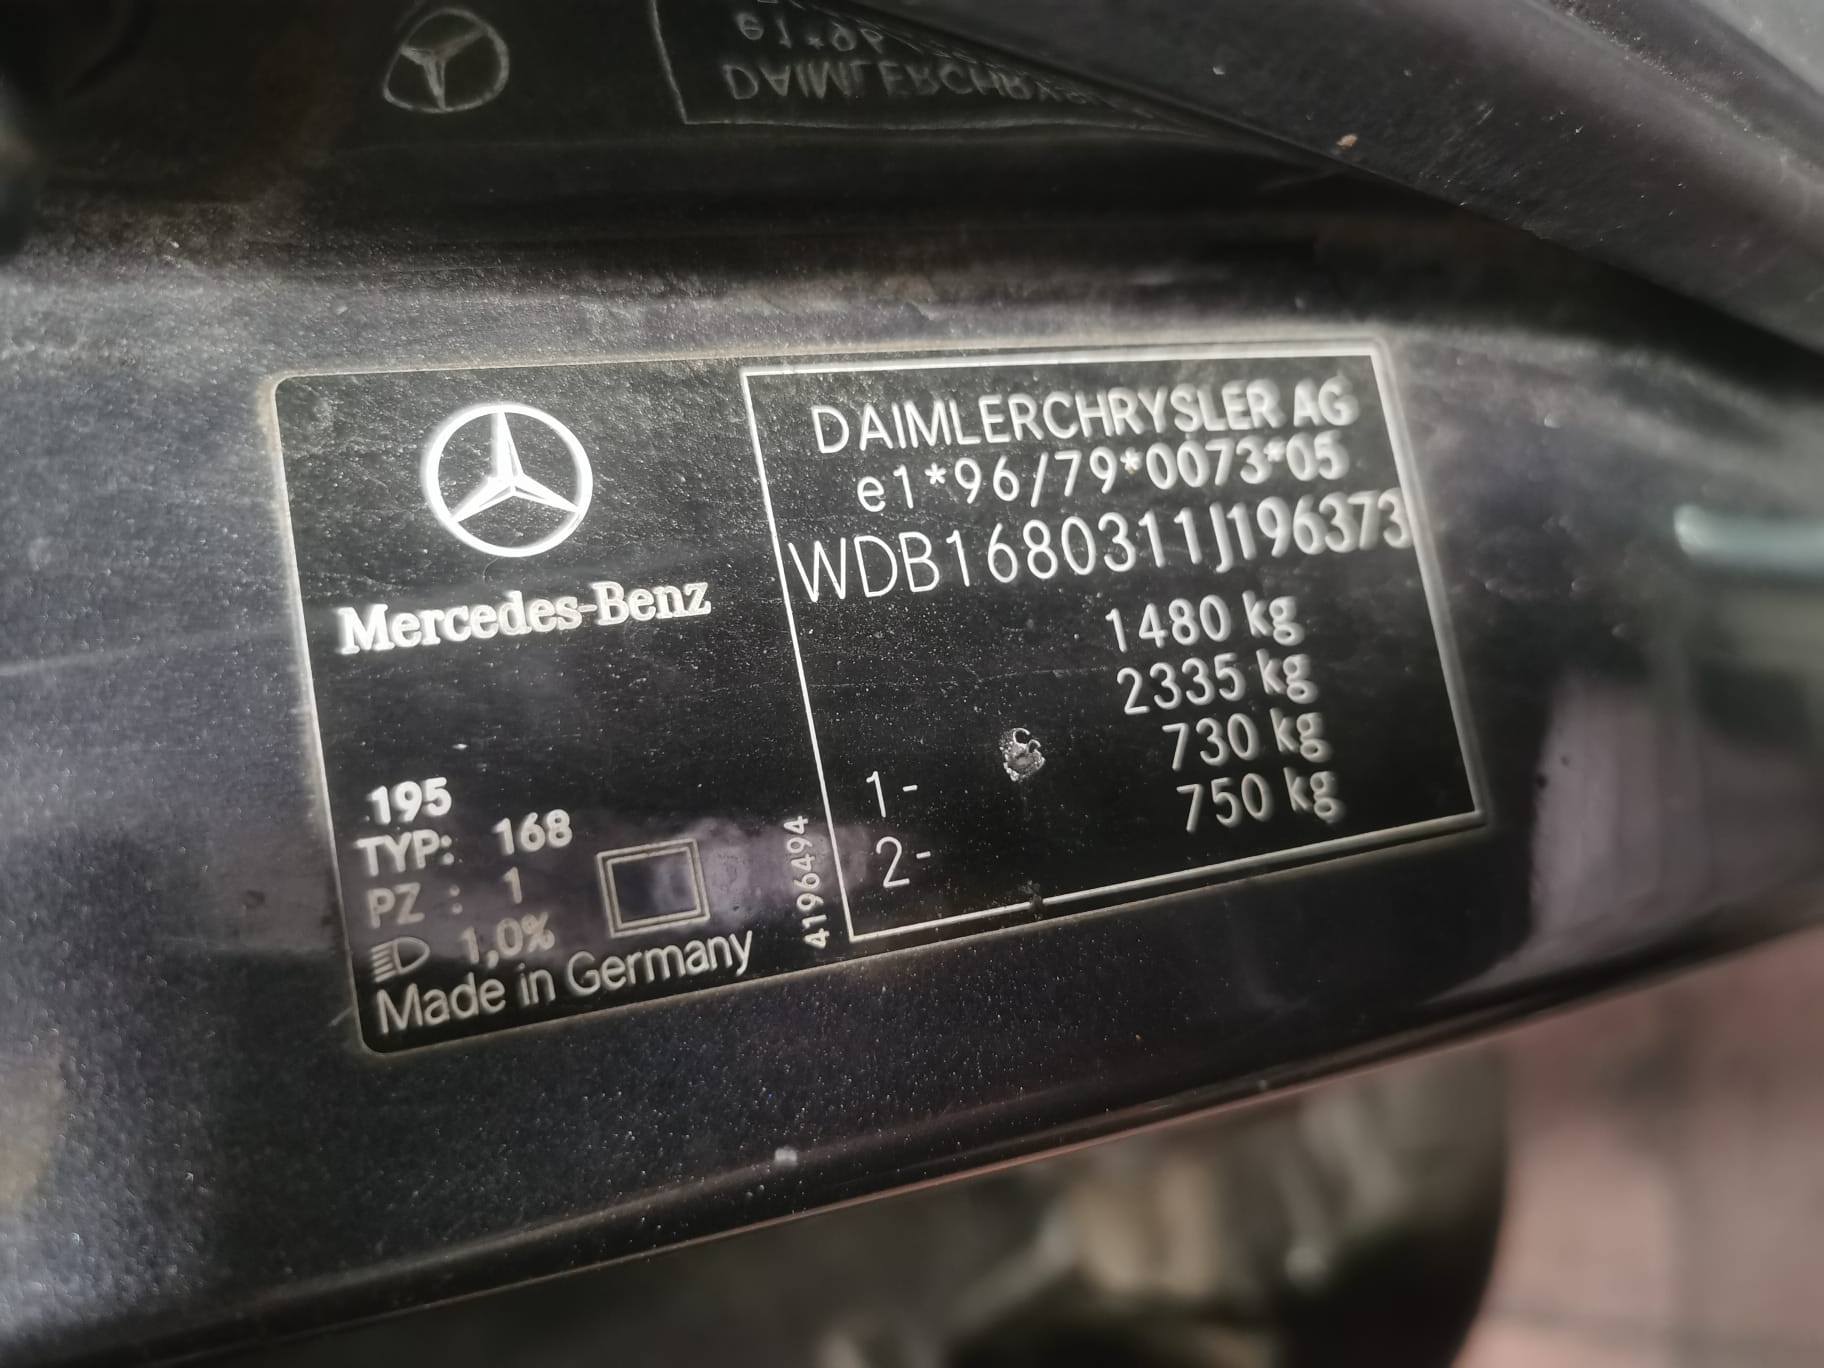 Mercedes-Benz
195
TYP: 168
PZ : 1
1,0%
Made in Germany
4196494
DAIMLERCHRYSLER AG
e1*96/79*0073*05
WDB1680311J196373
1480 kg
2335 kg
1- 730 kg
2- 750 kg